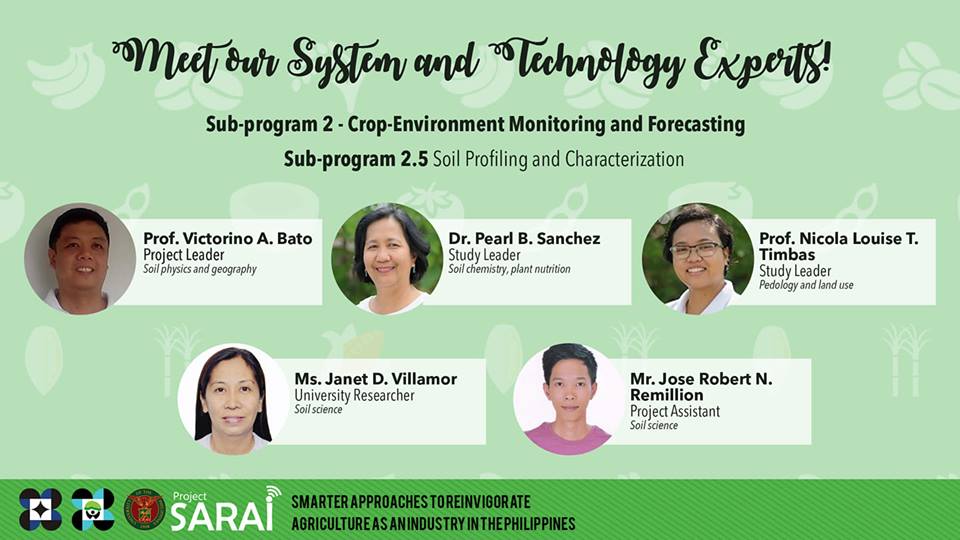 Meet our System and Technology Experts!
Sub-program 2 - Crop-Environment Monitoring and Forecasting
Sub-program 2.5 Soil Profiling and Characterization
Prof. Victorino A. Bato
Project Leader
Soil physics and geography
Dr. Pearl B. Sanchez
Study Leader
Soil chemistry, plant nutrition
Prof. Nicola Louise T.
Timbas
Study Leader
Pedology and land use
Ms. Janet D. Villamor
University Researcher
Soil science
Mr. Jose Robert N.
Remillion
Project Assistant
Soil science
Project
SARAI
SMARTER APPROACHES TO REINVIGORATE
AGRICULTURE AS AN INDUSTRY IN THE PHILIPPINES